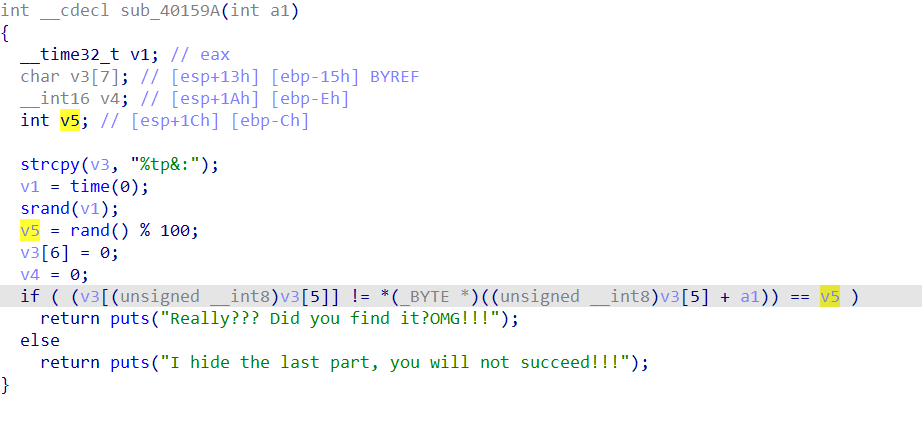 int __cdecl sub_40159A(int a1)
{
  __time32_t v1; // eax
  char v3[7]; // [esp+13h] [ebp-15h] BYREF
  __int16 v4; // [esp+1Ah] [ebp-Eh]
  int v5; // [esp+1Ch] [ebp-Ch]

  strcpy(v3, "%tp&:");
  v1 = time(0);
  srand(v1);
  v5 = rand() % 100;
  v3[6] = 0;
  v4 = 0;
  if ( (v3[(unsigned __int8)v3[5]] != *(_BYTE *)((unsigned __int8)v3[5] + a1)) == v5 )
    return puts("Really??? Did you find it?OMG!!!");
  else
    return puts("I hide the last part, you will not succeed!!!");
}